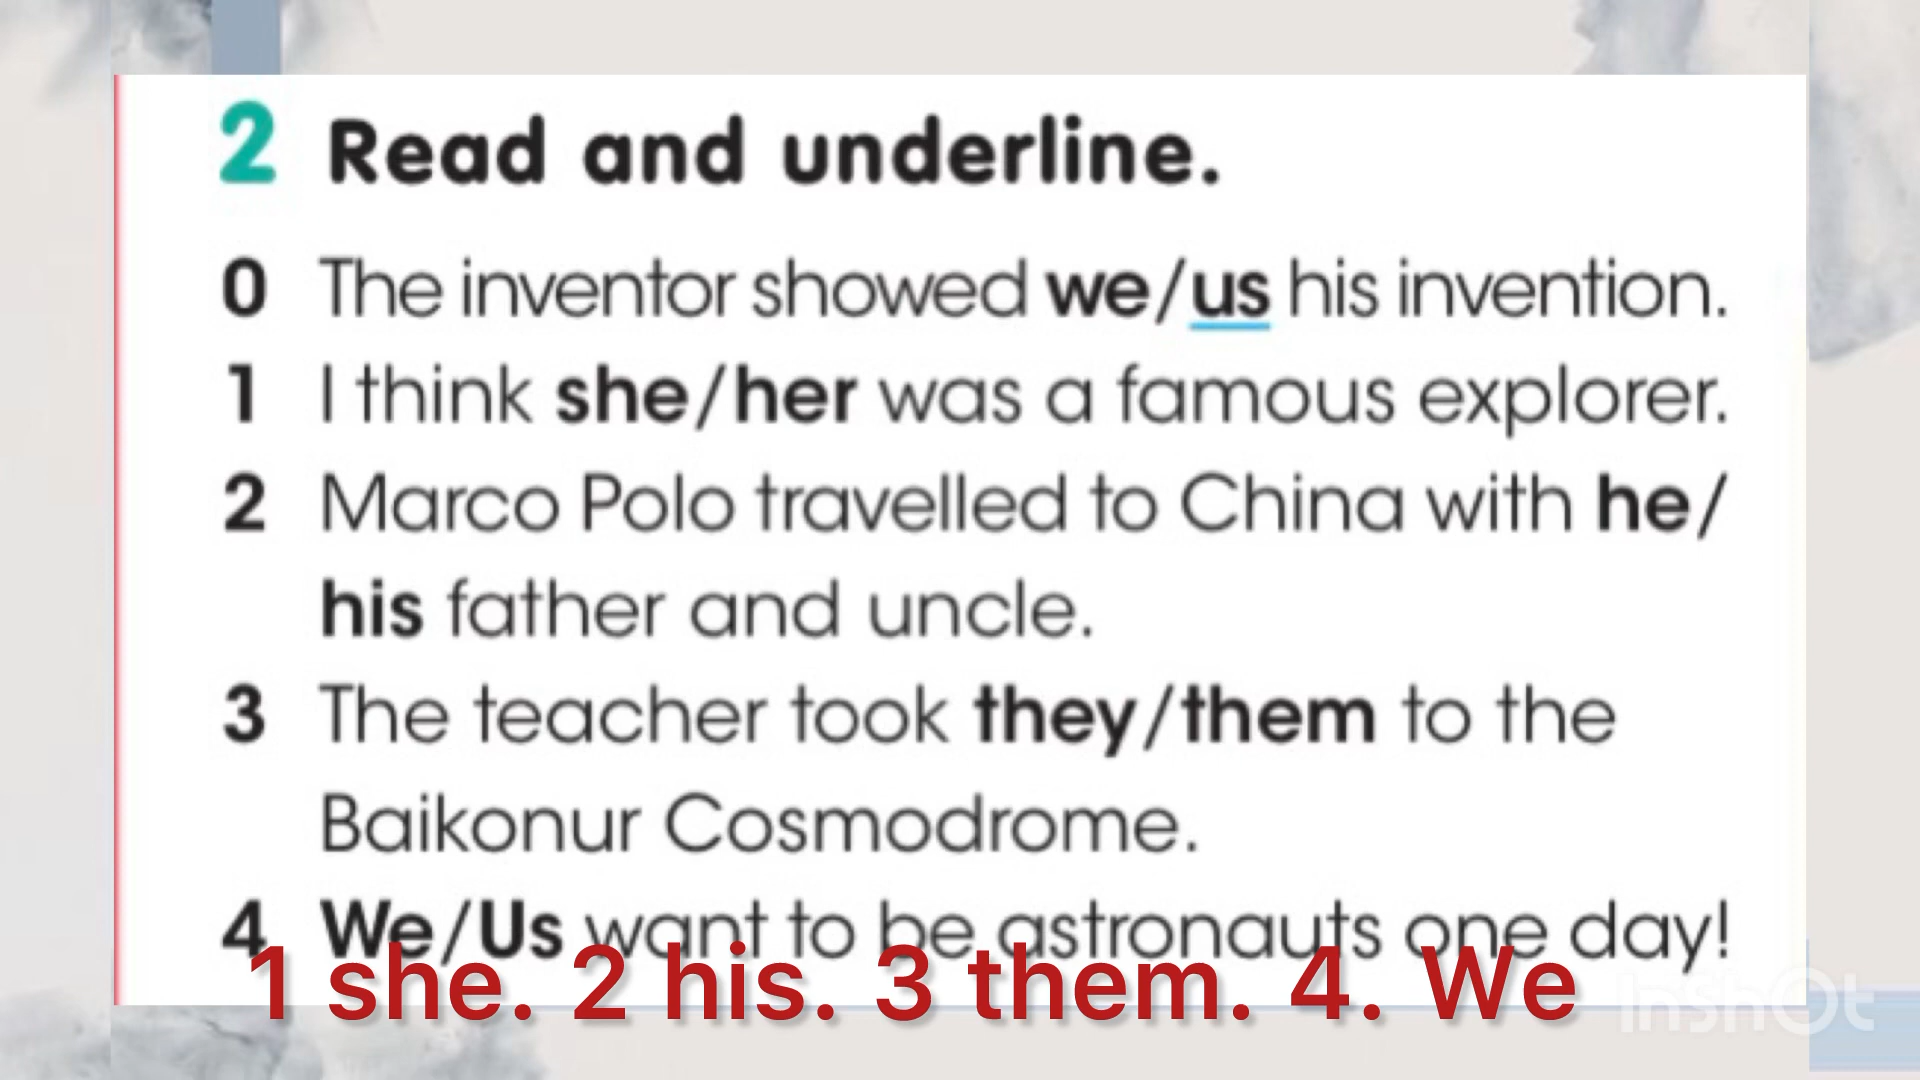 2 Read and underline.
0 The inventor showed we/us his invention.
1 I think she/her was a famous explorer.
2 Marco Polo travelled to China with he/
his father and uncle.
3 The teacher took they/them to the
Baikonur Cosmodrome.
4 We/Us want to be astronauts one day!
1 she. 2 his. 3 them. 4. We
InShOt